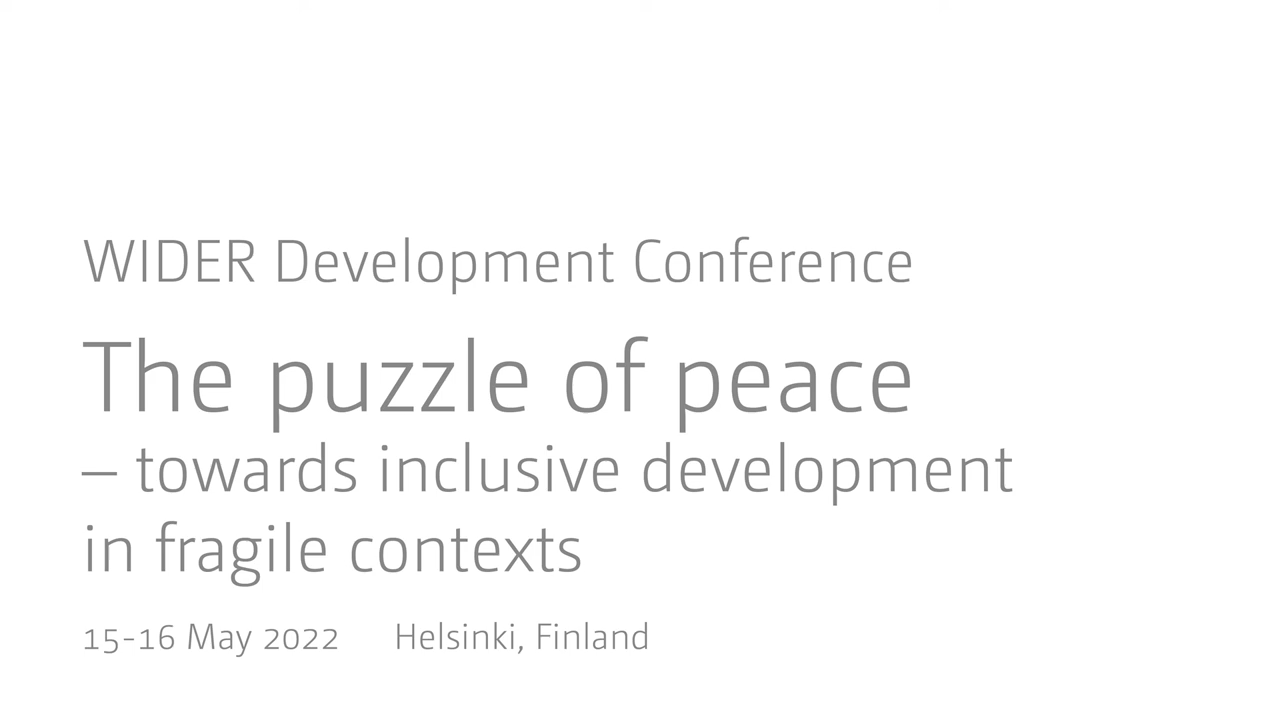 WIDER Development Conference
The puzzle of peace
– towards inclusive development
in fragile contexts
15-16 May 2022 Helsinki, Finland